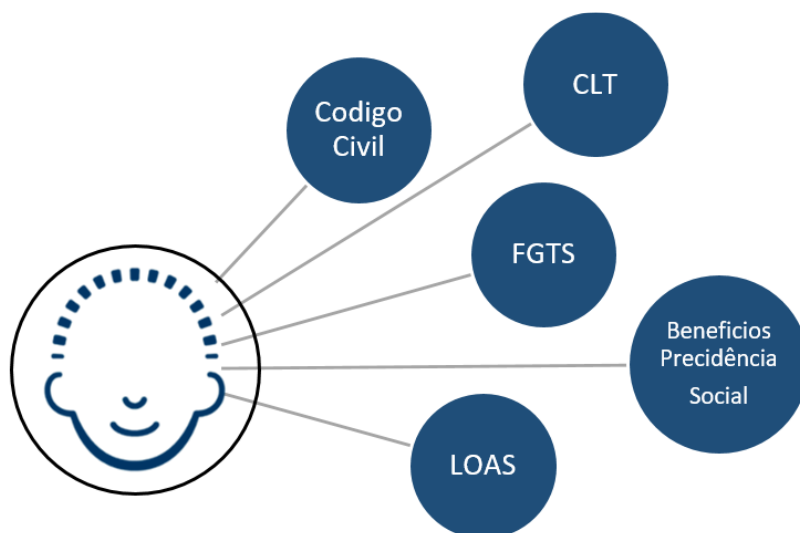 Codigo
Civil
CLT
FGTS
Beneficios
Precidência
Social
LOAS